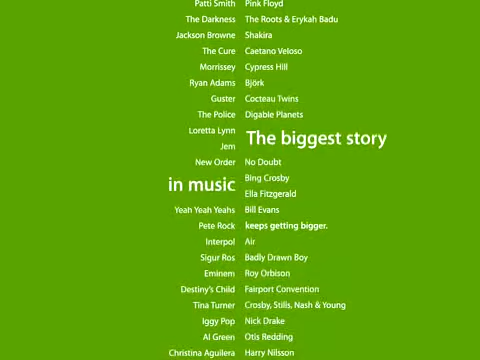 Patti Smith Pink Floyd
The Darkness The Roots & Erykah Badu
Jackson Browne Shakira
The Cure Caetano Veloso
Morrissey Cypress Hill
Ryan Adams Björk
Guster Cocteau Twins
The Police Digable Planets
Loretta Lynn
The biggest story
Jem
New Order No Doubt
Bing Crosby
in music
Ella Fitzgerald
Yeah Yeah Yeahs Bill Evans
Pete Rock keeps getting bigger.
Interpol Air
Sigur Ros Badly Drawn Boy
Eminem Roy Orbison
Destiny's Child Fairport Convention
Tina Turner Crosby, Stills, Nash & Young
Iggy Pop Nick Drake
Al Green Otis Redding
Christina Aguilera Harry Nilsson